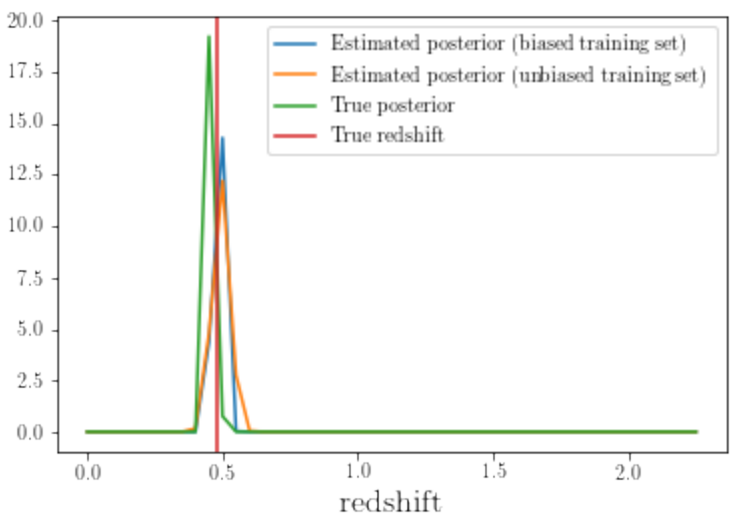 20.0
17.5
15.0
12.5
10.0
7.5
5.0
2.5
0.0
Estimated posterior (biased training set)
Estimated posterior (unbiased training set)
True posterior
True redshift
0.0 0.5 1.0 1.5 2.0
redshift